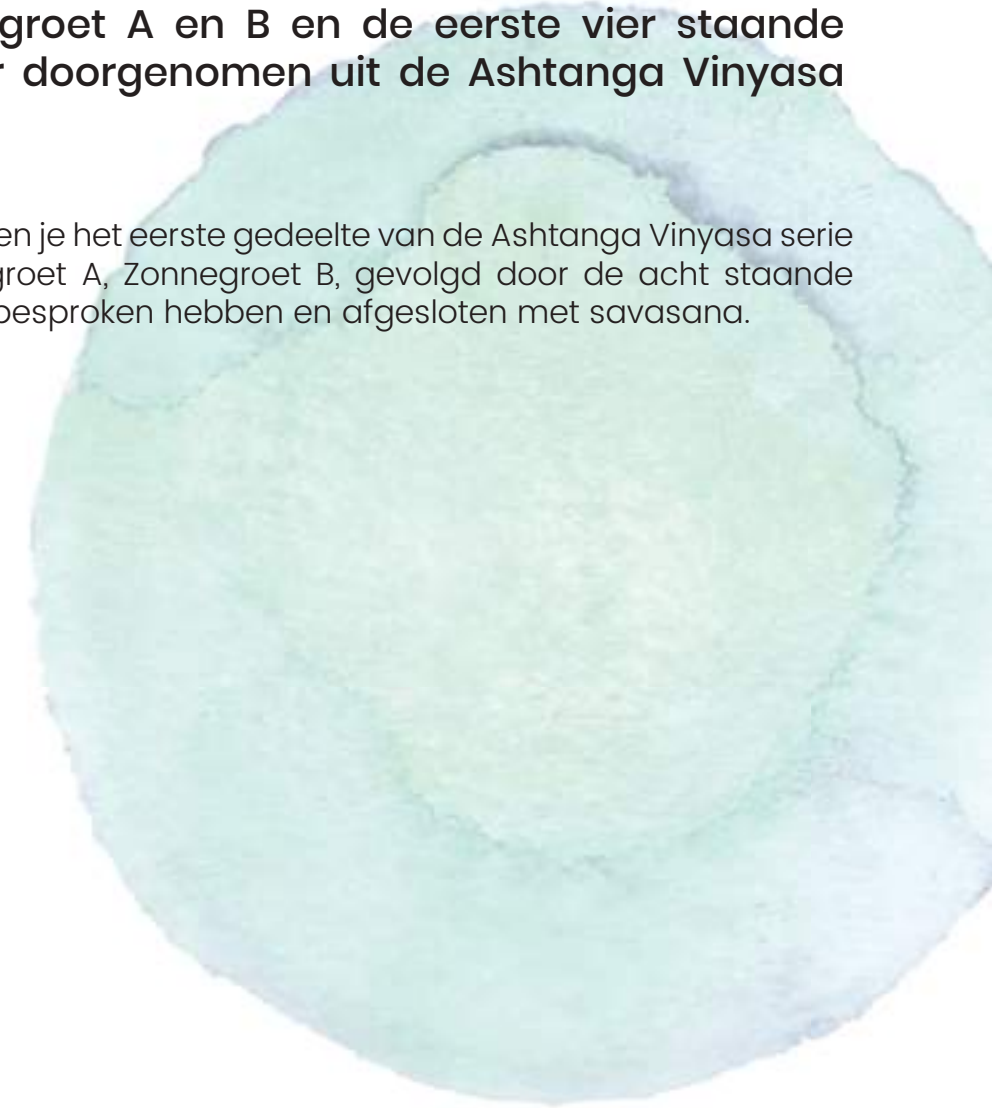 groet A en B en de eerste vier staande
doorgenomen uit de Ashtanga Vinyasa
en je het eerste gedeelte van de Ashtanga Vinyasa serie
groet A, Zonnegroet B, gevolgd door de acht staande
besproken hebben en afgesloten met savasana.